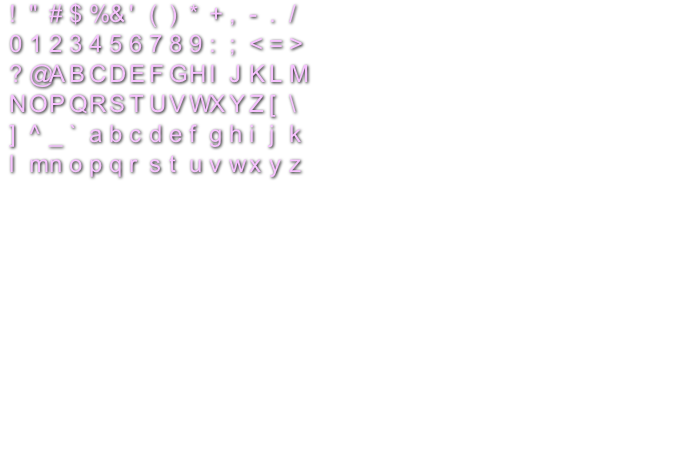 ! " # $ % & ' ( ) * + , - . /
0 1 2 3 4 5 6 7 8 9 : ; < = >
? @ A B C D E F G H I J K L M
N O P Q R S T U V W X Y Z [ \
] ^ _ ` a b c d e f g h i j k
l m n o p q r s t u v w x y z